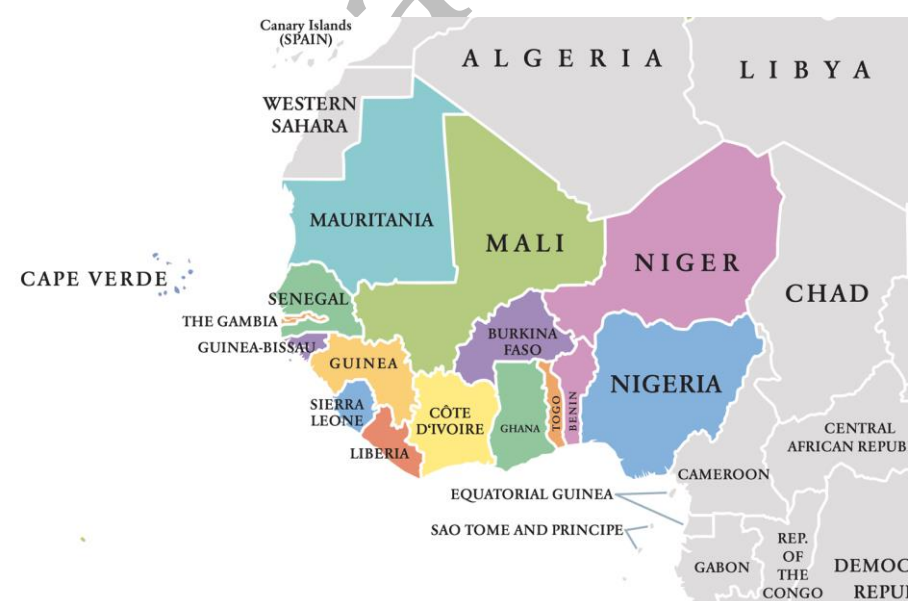 Canary Islands
(SPAIN)
ALGERIA
LIBYA
WESTERN
SAHARA
MAURITANIA
MALI
NIGER
CAPE VERDE
CHAD
SENEGAL
THE GAMBIA
GUINEA-BISSAU
BURKINA
FASO
GUINEA
NIGERIA
SIERRA
LEONE
CÔTE
D'IVOIRE
GHANA
TOGO
BENIN
LIBERIA
CENTRAL
AFRICAN REPUB
CAMEROON
EQUATORIAL GUINEA
SAO TOME AND PRINCIPE
GABON
REP.
OF
THE
CONGO
DEMOC
REPU